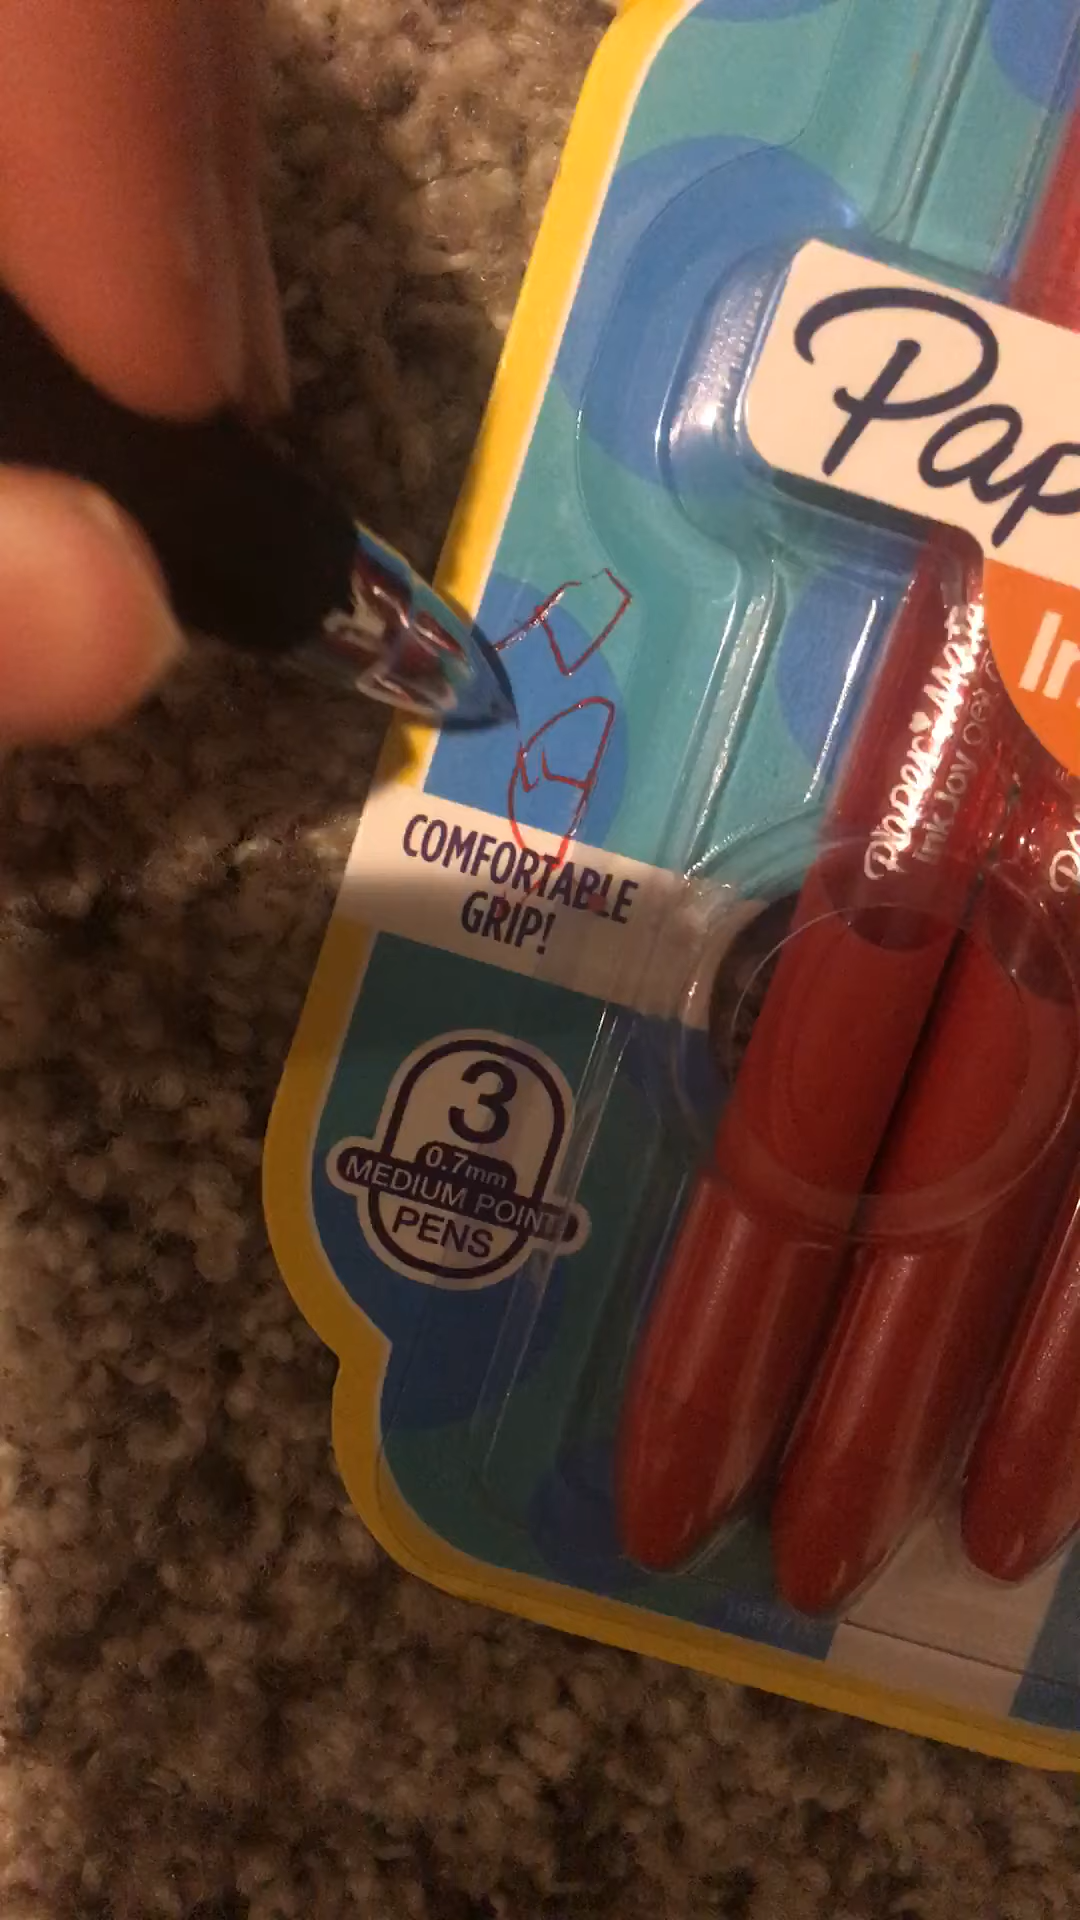 Pap
In
Paper Mate
InkJoy
COMFORTABLE
GRIP!
3
0.7mm
MEDIUM POINT
PENS